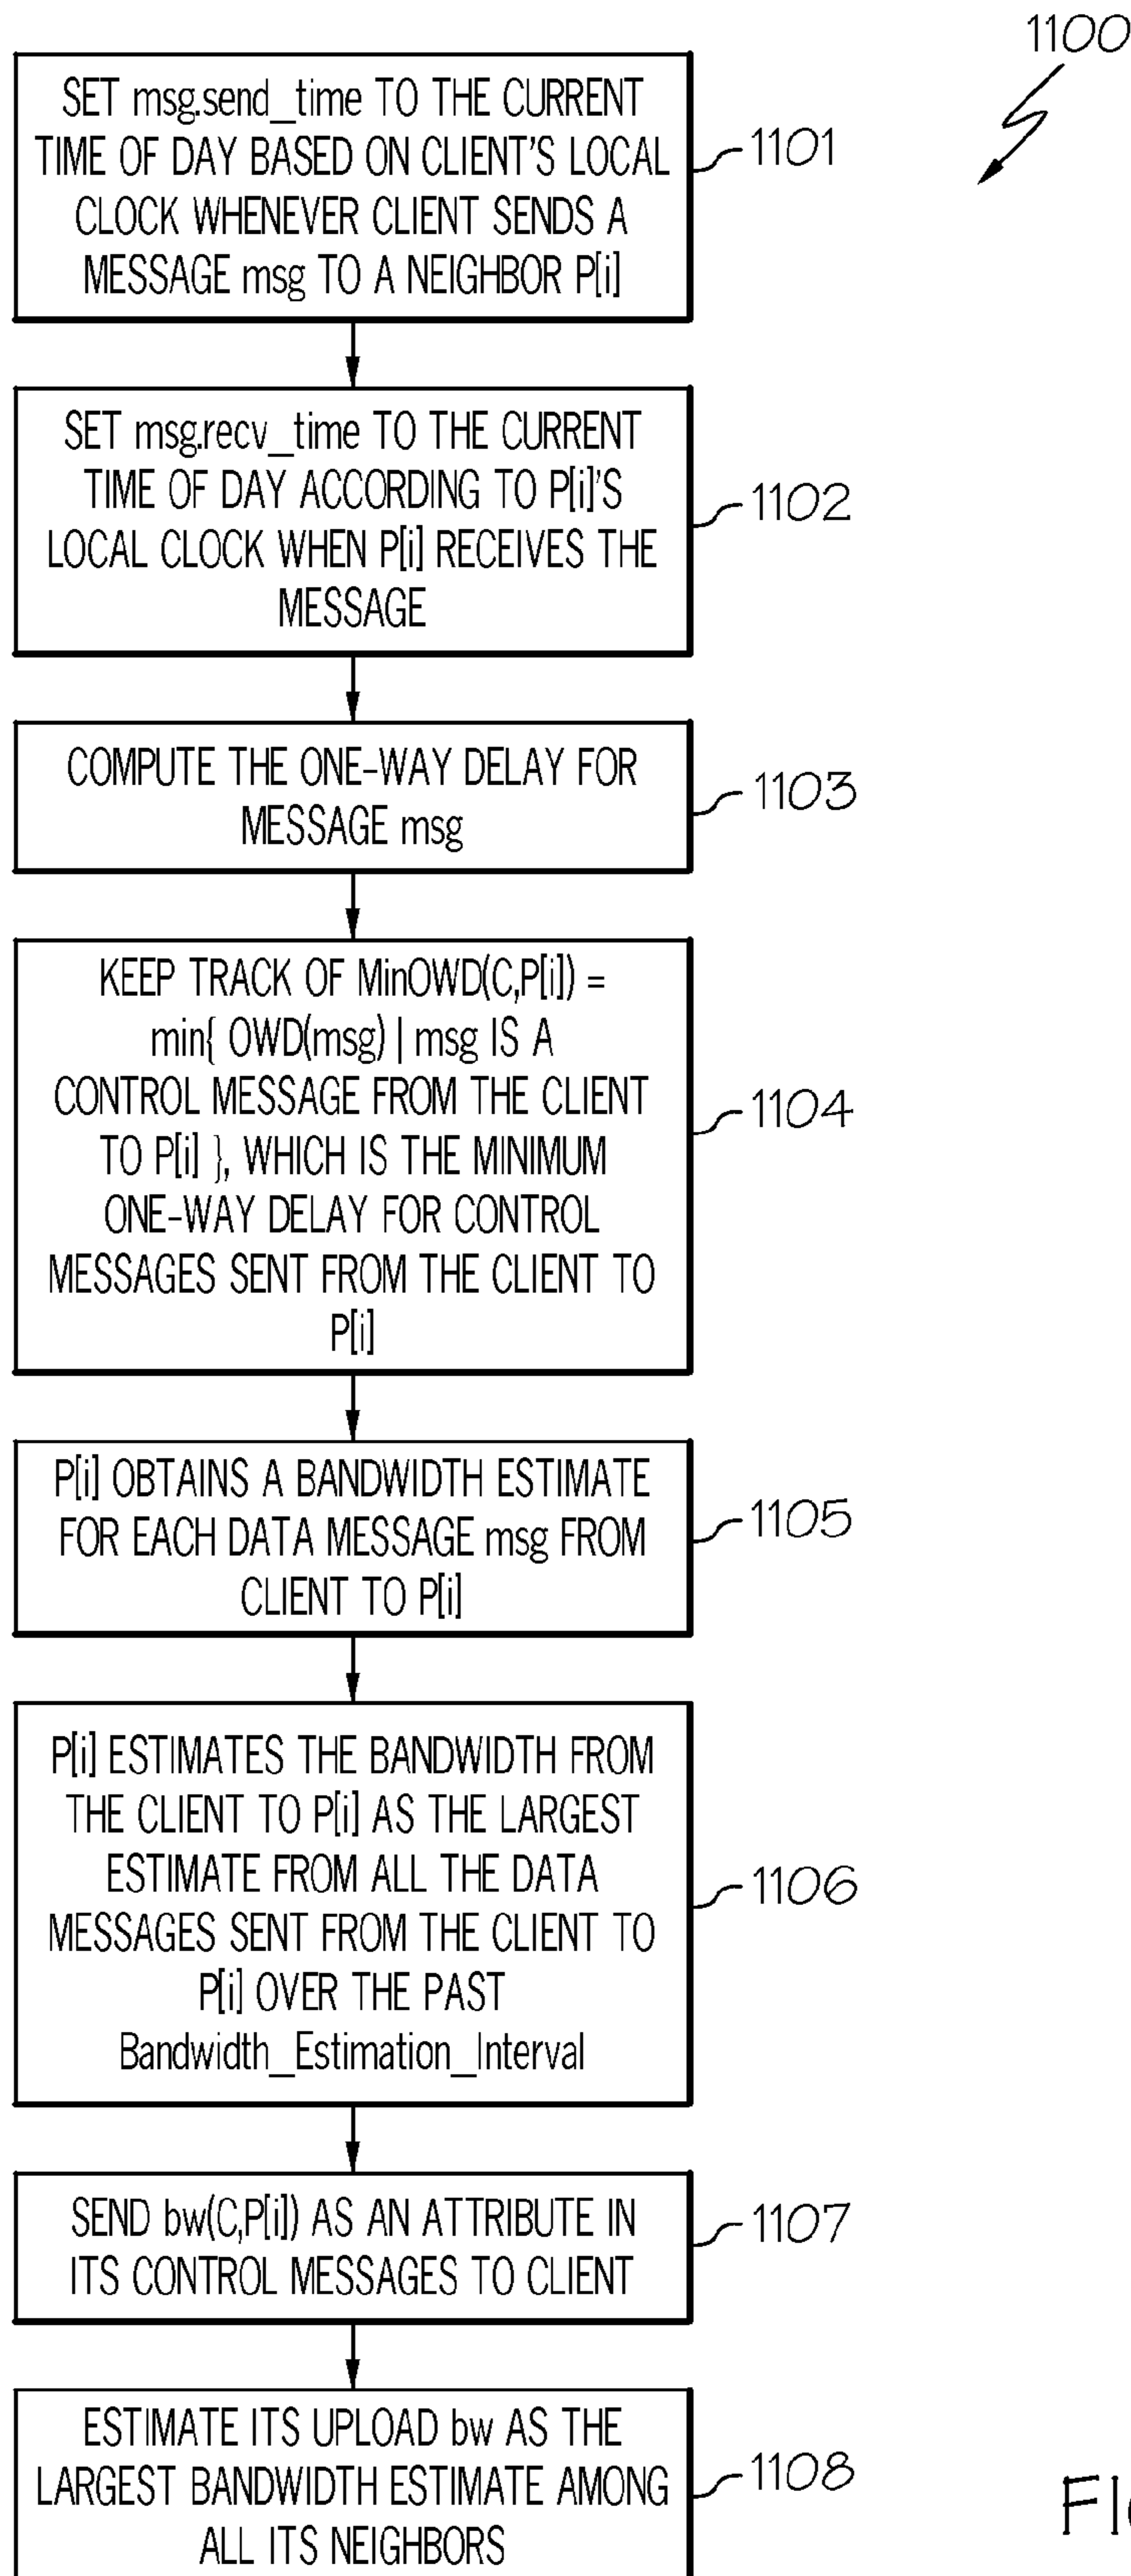 1100
SET msg.send_time TO THE CURRENT
TIME OF DAY BASED ON CLIENT'S LOCAL
CLOCK WHENEVER CLIENT SENDS A
MESSAGE msg TO A NEIGHBOR P[i]
1101
SET msg.recv_time TO THE CURRENT
TIME OF DAY ACCORDING TO P[i]'S
LOCAL CLOCK WHEN P[i] RECEIVES THE
MESSAGE
1102
COMPUTE THE ONE-WAY DELAY FOR
MESSAGE msg
1103
KEEP TRACK OF MinOWD(C,P[i]) =
min{ OWD(msg) | msg IS A
CONTROL MESSAGE FROM THE CLIENT
TO P[i] }, WHICH IS THE MINIMUM
ONE-WAY DELAY FOR CONTROL
MESSAGES SENT FROM THE CLIENT TO
P[i]
1104
P[i] OBTAINS A BANDWIDTH ESTIMATE
FOR EACH DATA MESSAGE msg FROM
CLIENT TO P[i]
1105
P[i] ESTIMATES THE BANDWIDTH FROM
THE CLIENT TO P[i] AS THE LARGEST
ESTIMATE FROM ALL THE DATA
MESSAGES SENT FROM THE CLIENT TO
P[i] OVER THE PAST
Bandwidth_Estimation_Interval
1106
SEND bw(C,P[i]) AS AN ATTRIBUTE IN
ITS CONTROL MESSAGES TO CLIENT
1107
ESTIMATE ITS UPLOAD bw AS THE
LARGEST BANDWIDTH ESTIMATE AMONG
ALL ITS NEIGHBORS
1108